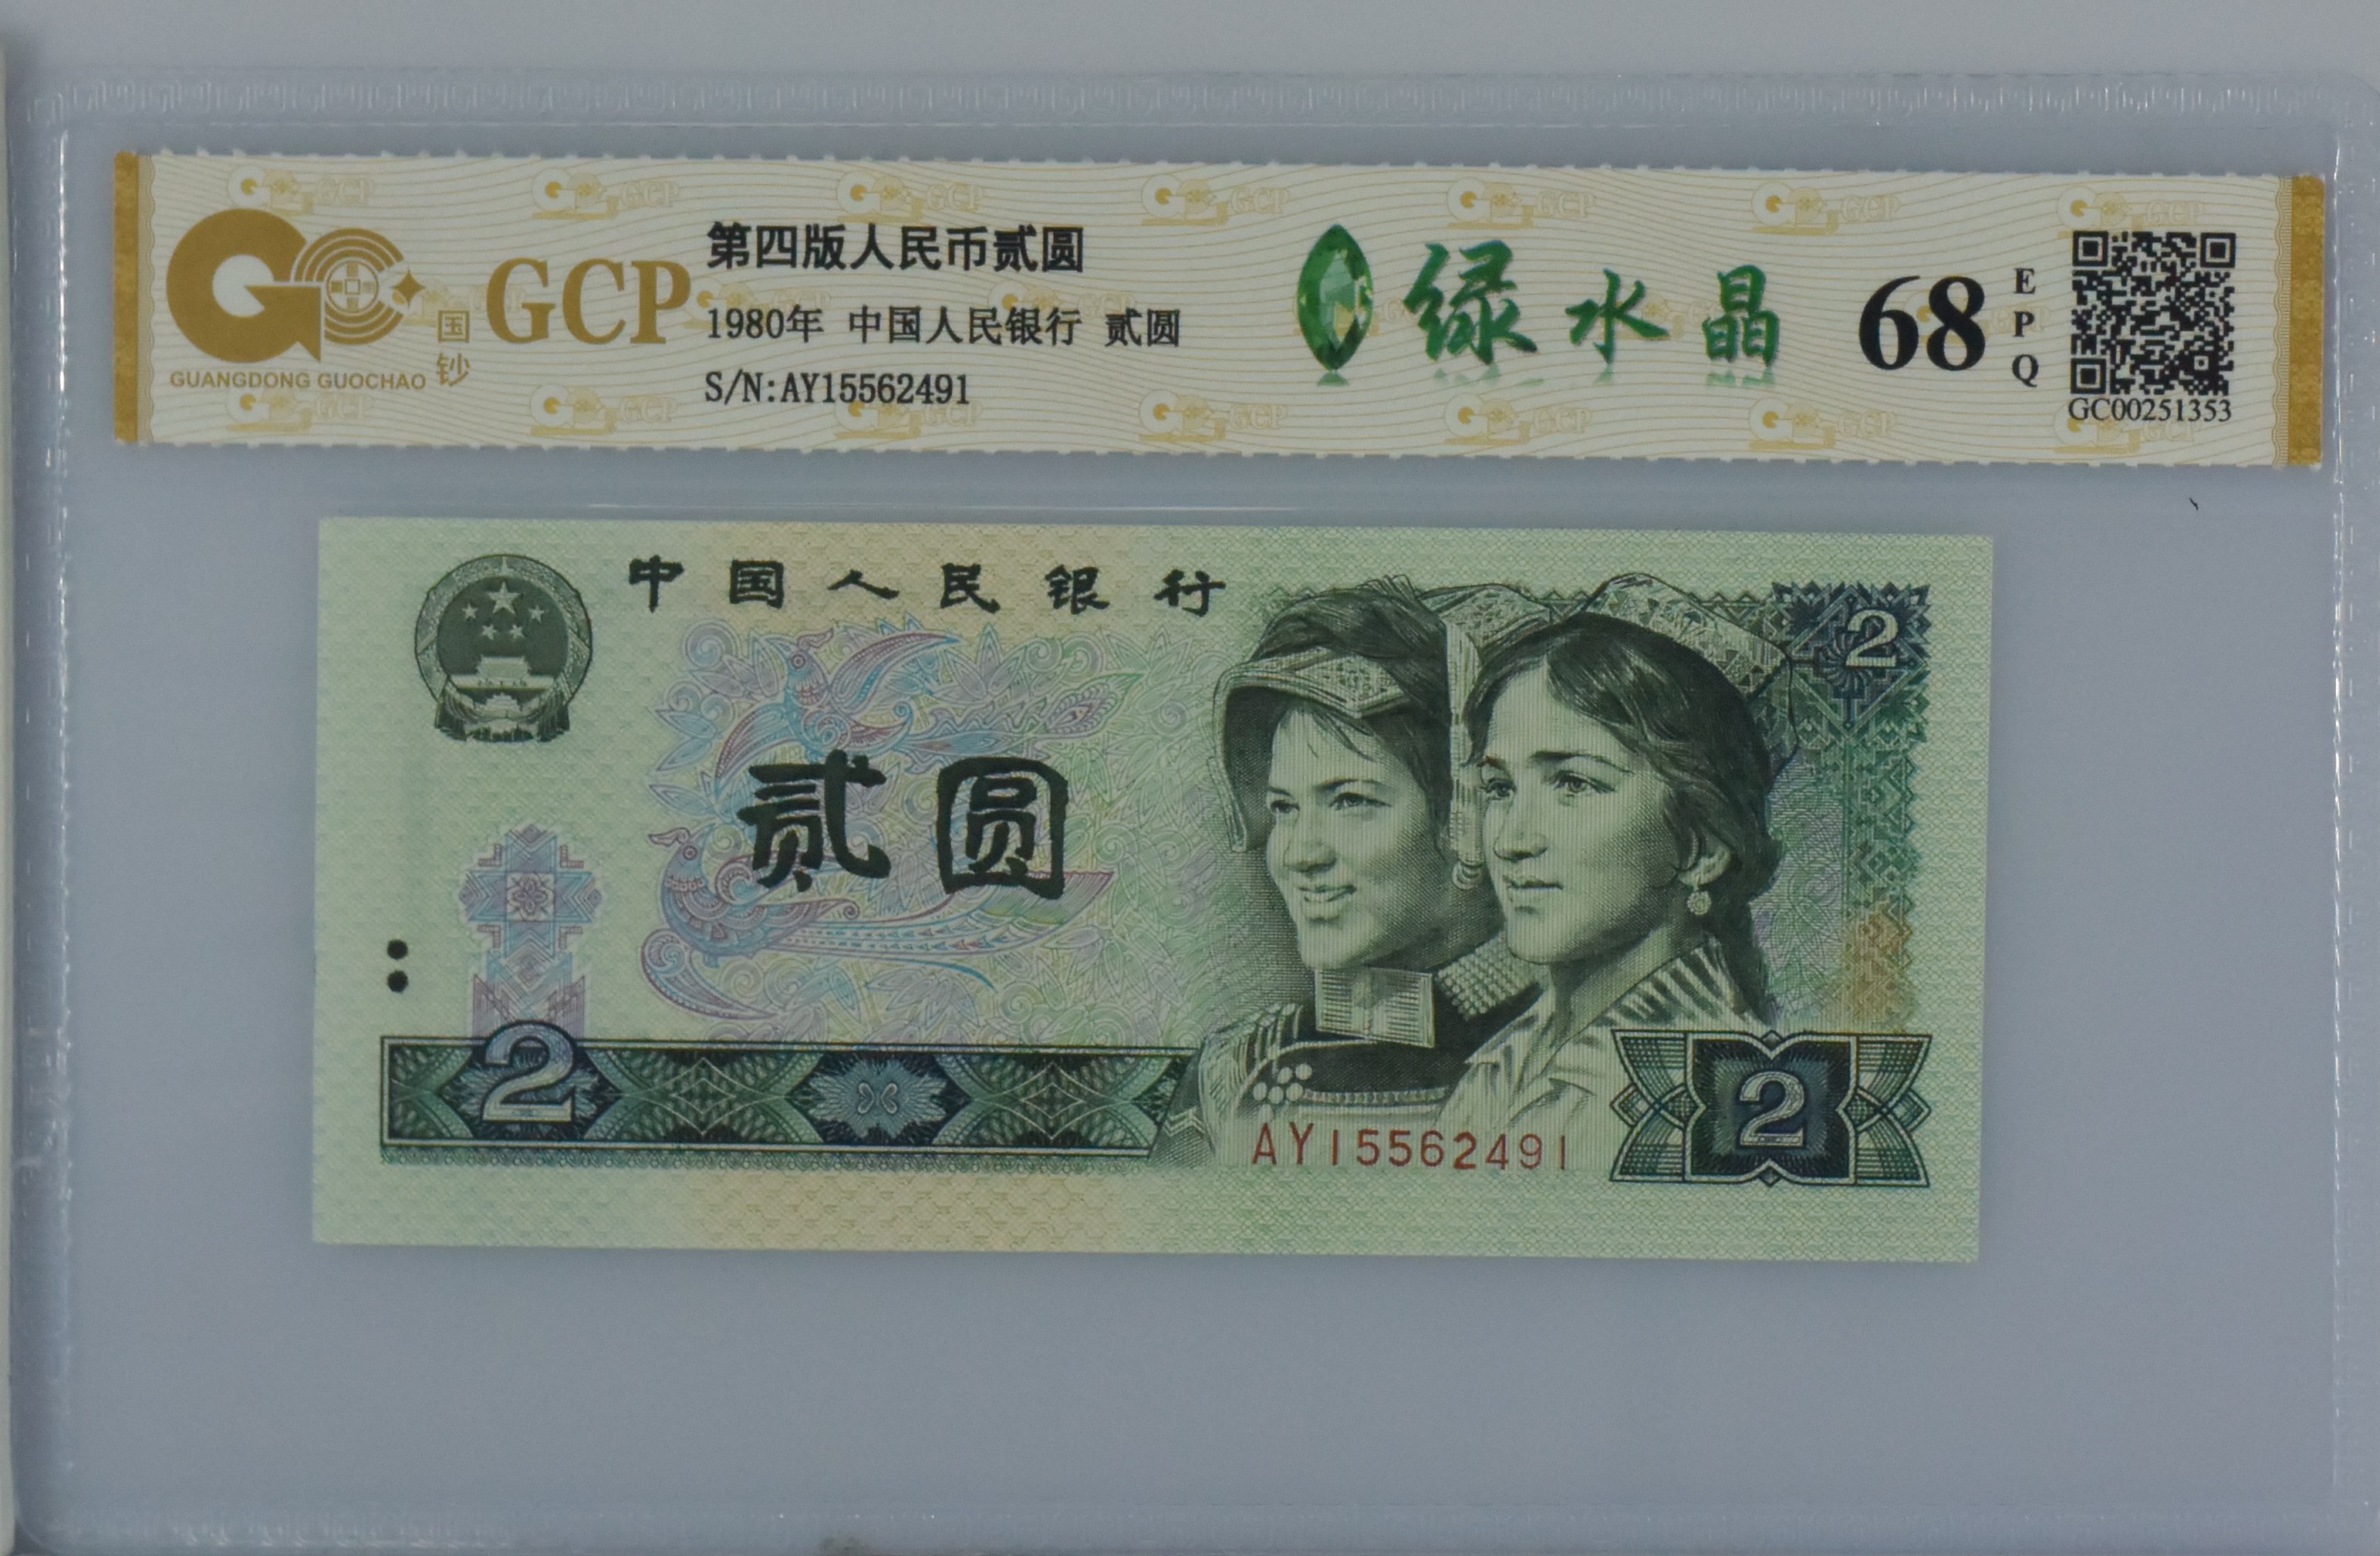 GUANGDONG GUOCHAO
国钞
GCP
第四版人民币贰圆
1980年 中国人民银行 贰圆
S/N:AY15562491
绿水晶
68
EPQ
GC00251353
中国人民银行
2
贰圆
2
AY15562491
2